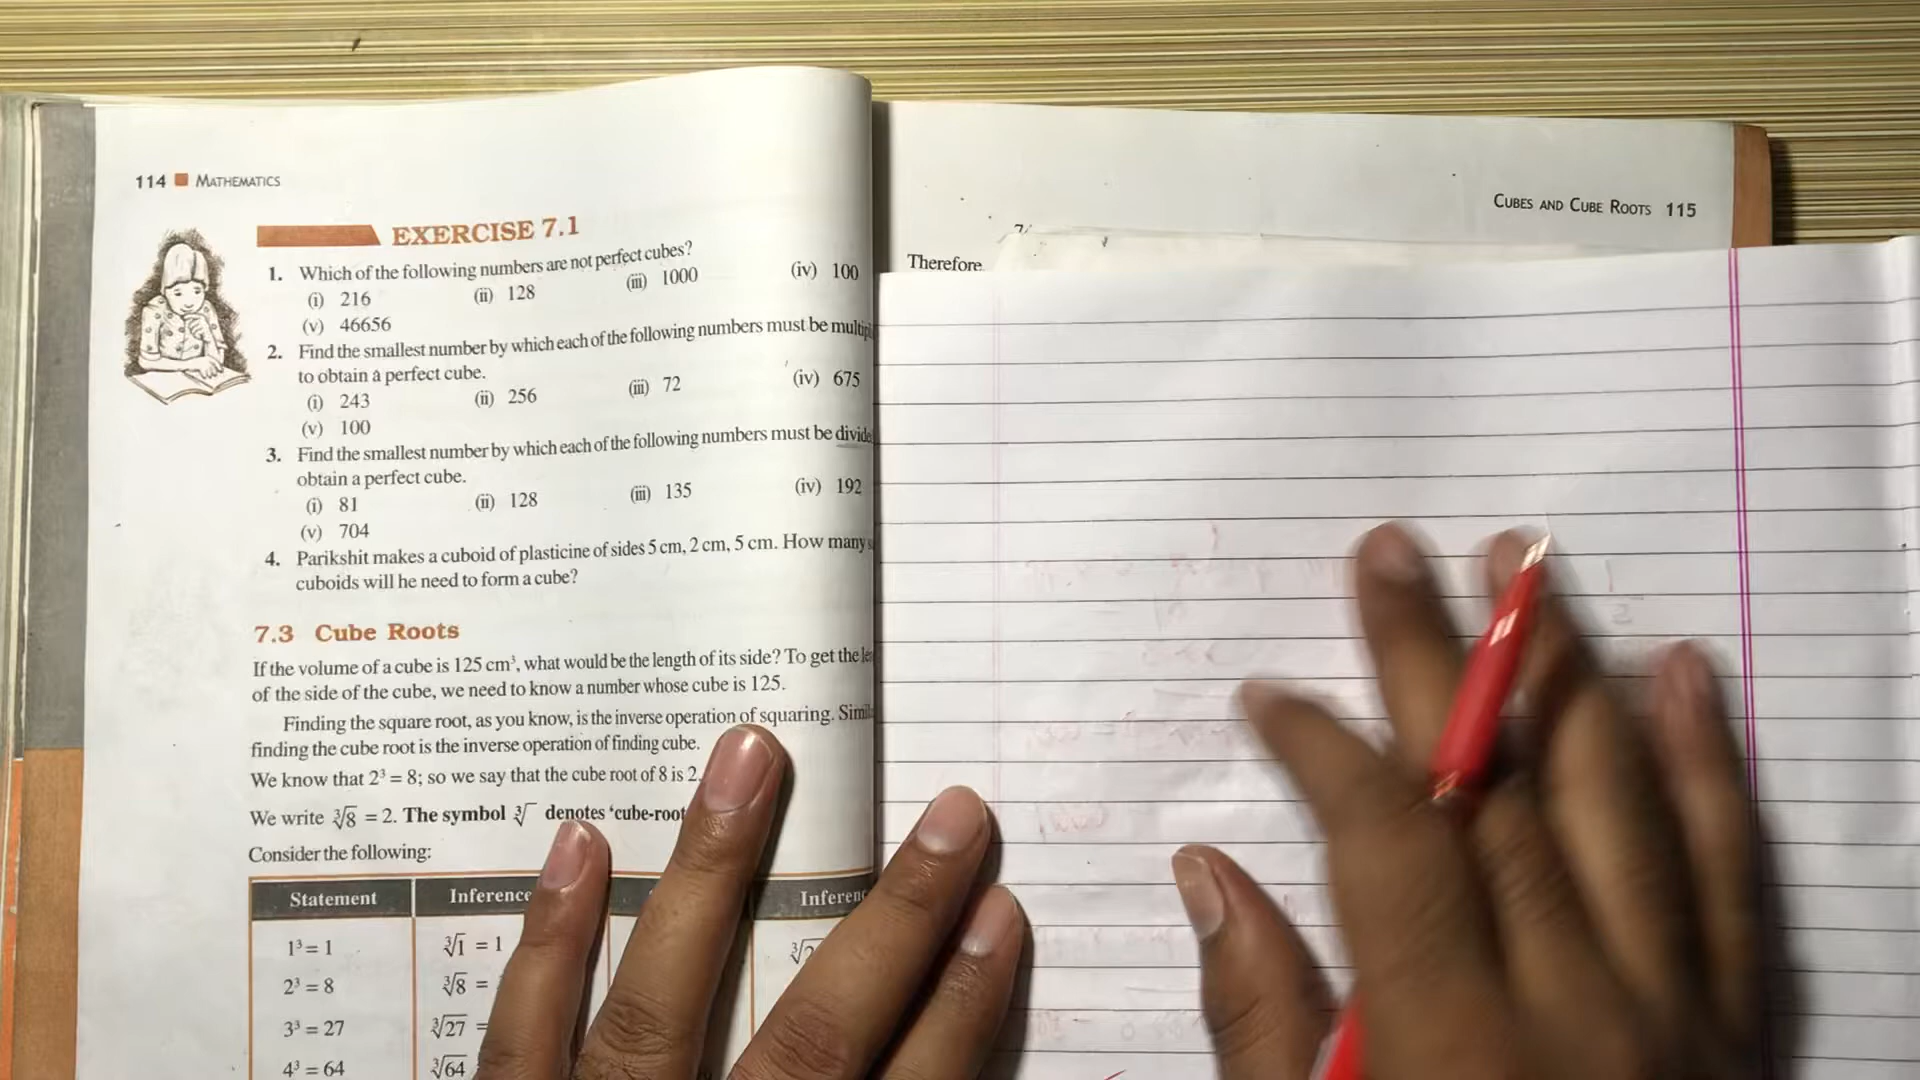 114 MATHEMATICS
EXERCISE 7.1
1. Which of the following numbers are not perfect cubes?
(i) 216 (ii) 128 (iii) 1000 (iv) 100
(v) 46656
2. Find the smallest number by which each of the following numbers must be
to obtain a perfect cube.
(i) 243 (ii) 256 (iii) 72 (iv) 675
(v) 100
3. Find the smallest number by which each of the following numbers must be divide
obtain a perfect cube.
(i) 81 (ii) 128 (iii) 135 (iv) 192
(v) 704
4. Parikshit makes a cuboid of plasticine of sides 5 cm, 2 cm, 5 cm. How many
cuboids will he need to form a cube?
7.3 Cube Roots
If the volume of a cube is 125 cm³, what would be the length of its side? To get the
of the side of the cube, we need to know a number whose cube is 125.
Finding the square root, as you know, is the inverse operation of squaring.
finding the cube root is the inverse operation of finding cube.
We know that 2³ = 8; so we say that the cube root of 8 is 2.
We write ∛8 = 2. The symbol ∛ denotes ‘cube-root
Consider the following:
Statement Inference Inferenc
1³ = 1 ∛1 = 1
2³ = 8 ∛8 =
3³ = 27 ∛27 =
4³ = 64 ∛64
CUBES AND CUBE ROOTS 115
Therefore